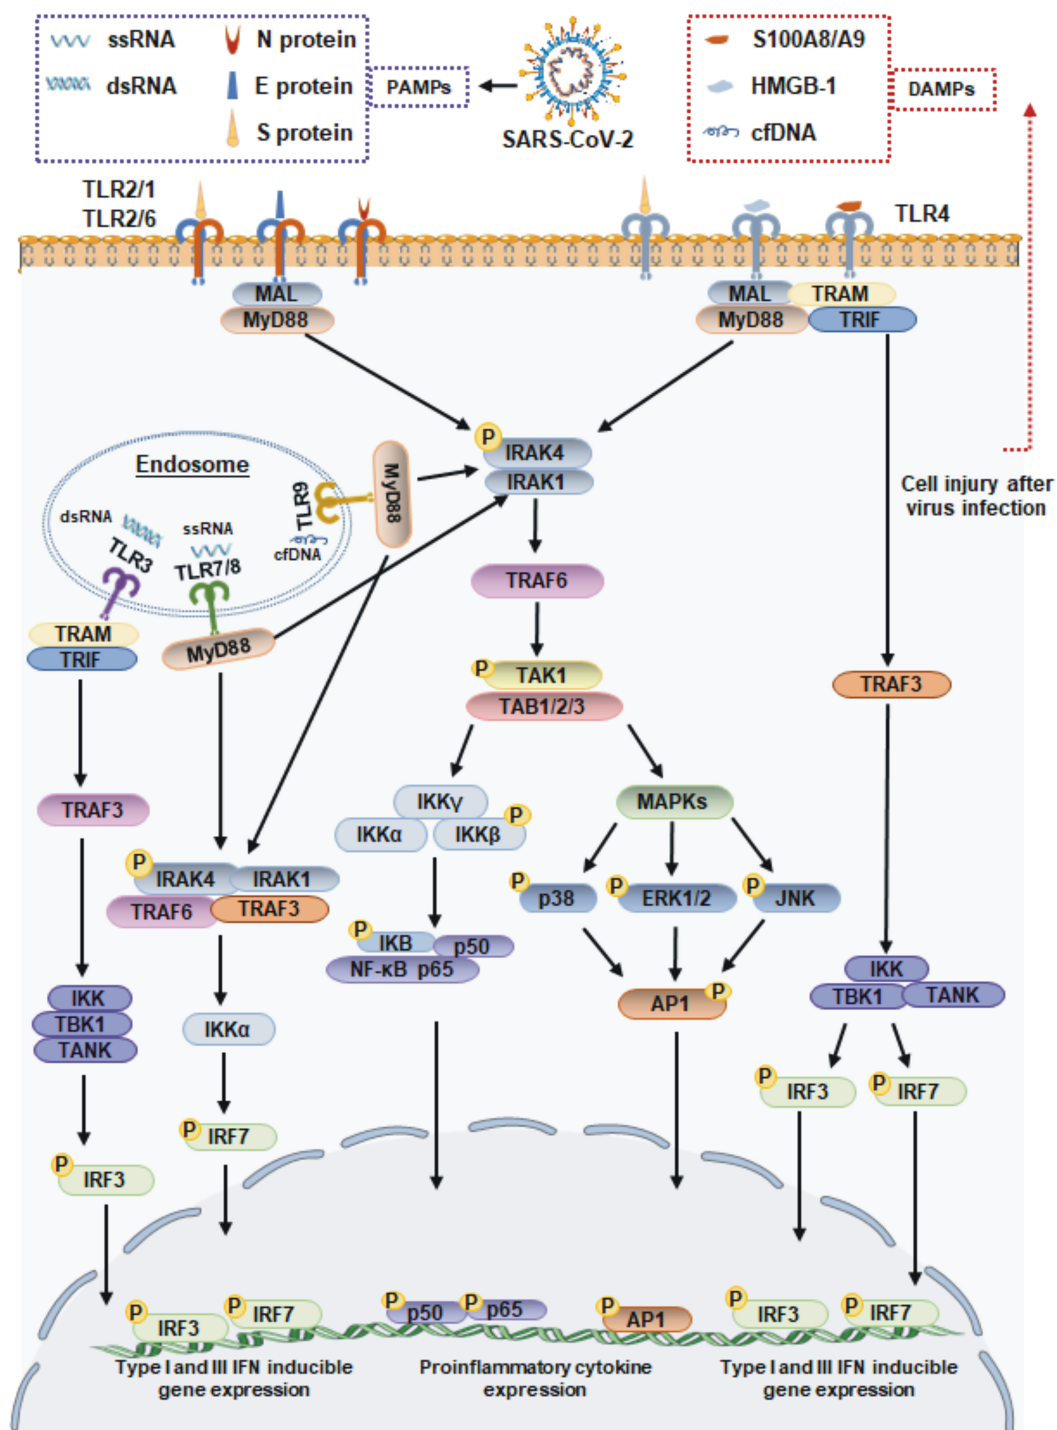 ssRNA
dsRNA
N protein
E protein
S protein
PAMPs
SARS-CoV-2
S100A8/A9
HMGB-1
cfDNA
DAMPs
TLR2/1
TLR2/6
TLR4
MAL
MyD88
MAL
TRAM
MyD88
TRIF
P
IRAK4
IRAK1
Endosome
MyD88
TLR9
cfDNA
dsRNA
TLR3
ssRNA
TLR7/8
Cell injury after
virus infection
TRAF6
TRAM
TRIF
MyD88
P
TAK1
TAB1/2/3
TRAF3
TRAF3
IKKγ
IKKα
IKKβ
P
MAPKs
P
IRAK4
IRAK1
TRAF6
TRAF3
P
p38
P
ERK1/2
P
JNK
P
IKB
p50
NF-κB p65
IKK
TBK1
TANK
IKK
TBK1
TANK
IKKα
AP1
P
P
IRF3
P
IRF7
P
IRF7
P
IRF3
P
IRF3
P
IRF7
P
p50
P
p65
P
AP1
P
IRF3
P
IRF7
Type I and III IFN inducible
gene expression
Proinflammatory cytokine
expression
Type I and III IFN inducible
gene expression